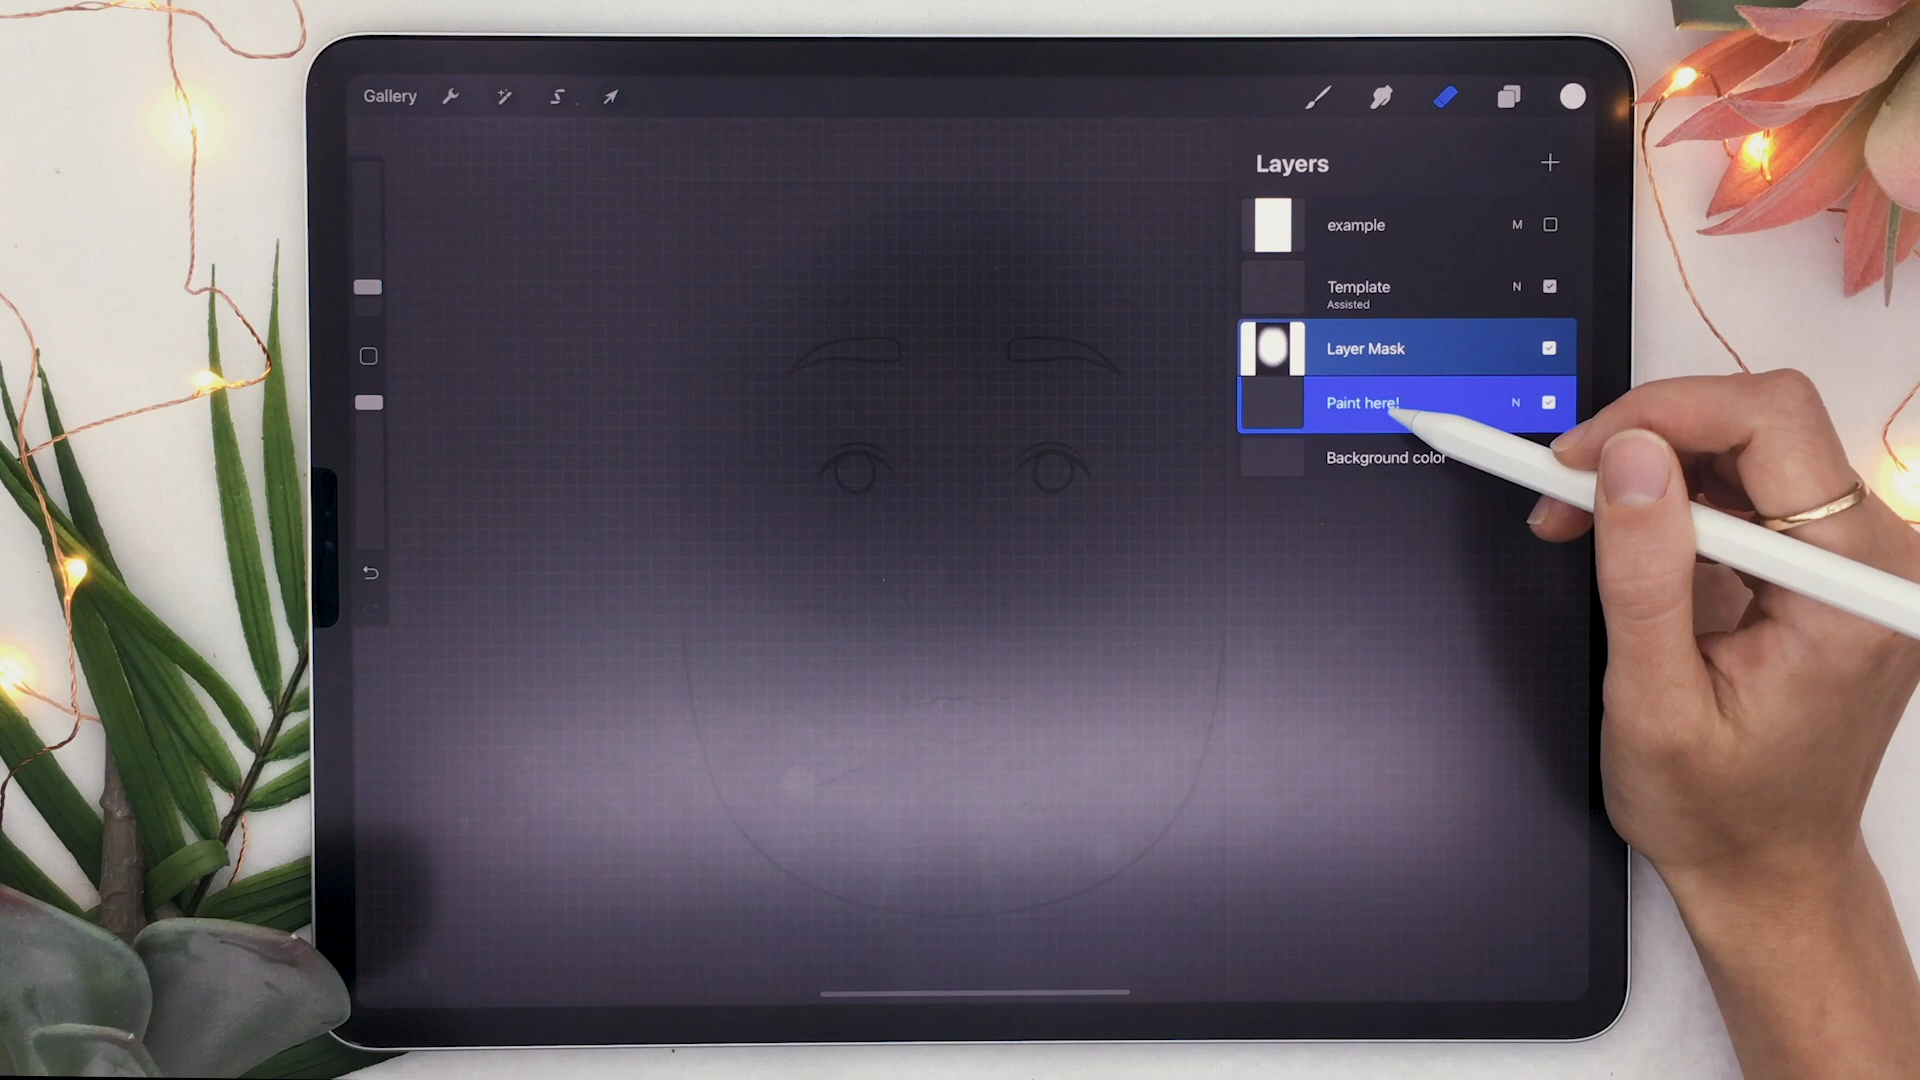 Gallery
Layers
example M
Template N
Assisted
Layer Mask
Paint here! N
Background color